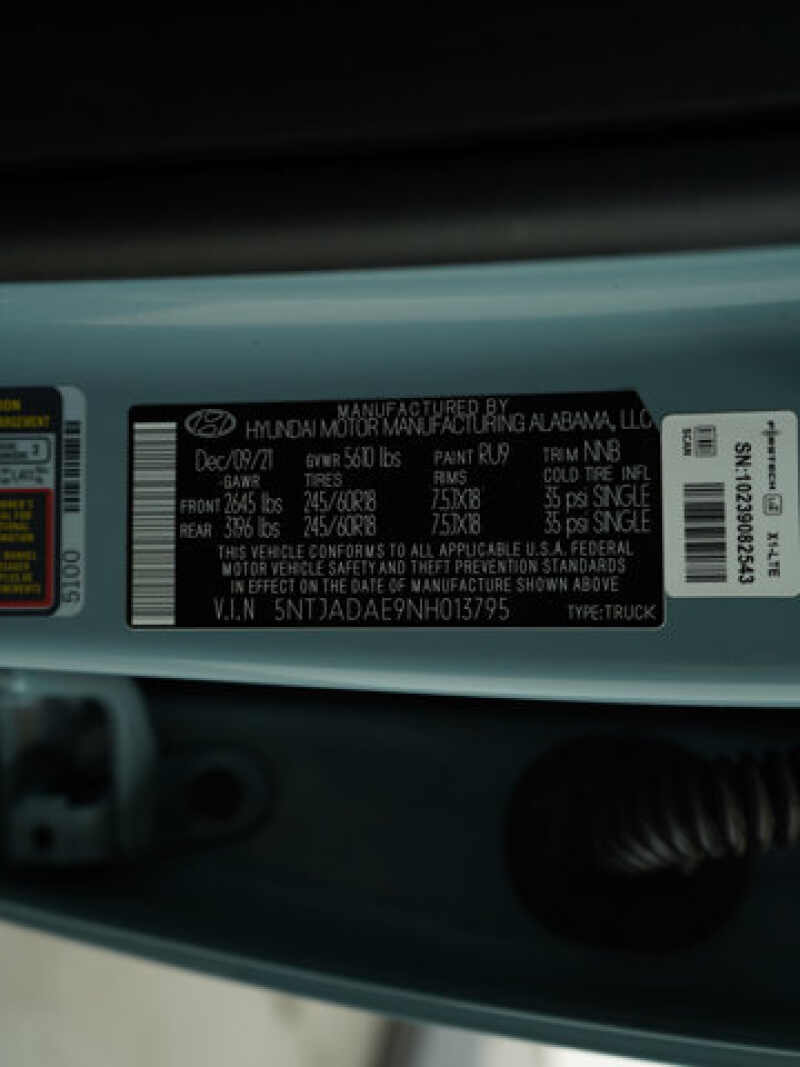 MANUFACTURED BY
HYUNDAI MOTOR MANUFACTURING ALABAMA, LLC
Dec/09/21 GVWR 5610 lbs PAINT RU9 TRIM NNB
GAWR TIRES RIMS COLD TIRE INFL
FRONT 2645 lbs 245/60R18 7.5JX18 35 psi SINGLE
REAR 3196 lbs 245/60R18 7.5JX18 35 psi SINGLE
THIS VEHICLE CONFORMS TO ALL APPLICABLE U.S.A. FEDERAL
MOTOR VEHICLE SAFETY AND THEFT PREVENTION STANDARDS
IN EFFECT ON THE DATE OF MANUFACTURE SHOWN ABOVE
V.I.N 5NTJADAE9NH013795 TYPE:TRUCK
5100
SCAN
SN:10239082543
X1-LTE